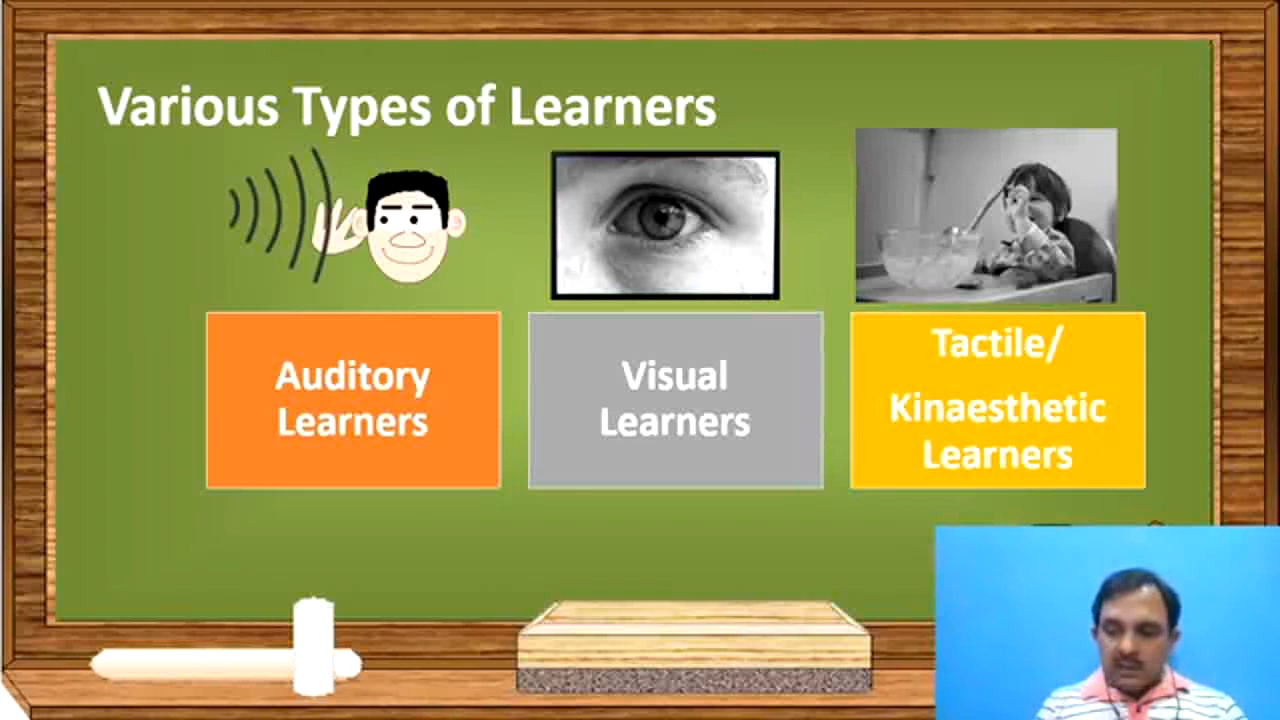 Various Types of Learners
Auditory
Learners
Visual
Learners
Tactile/
Kinaesthetic
Learners